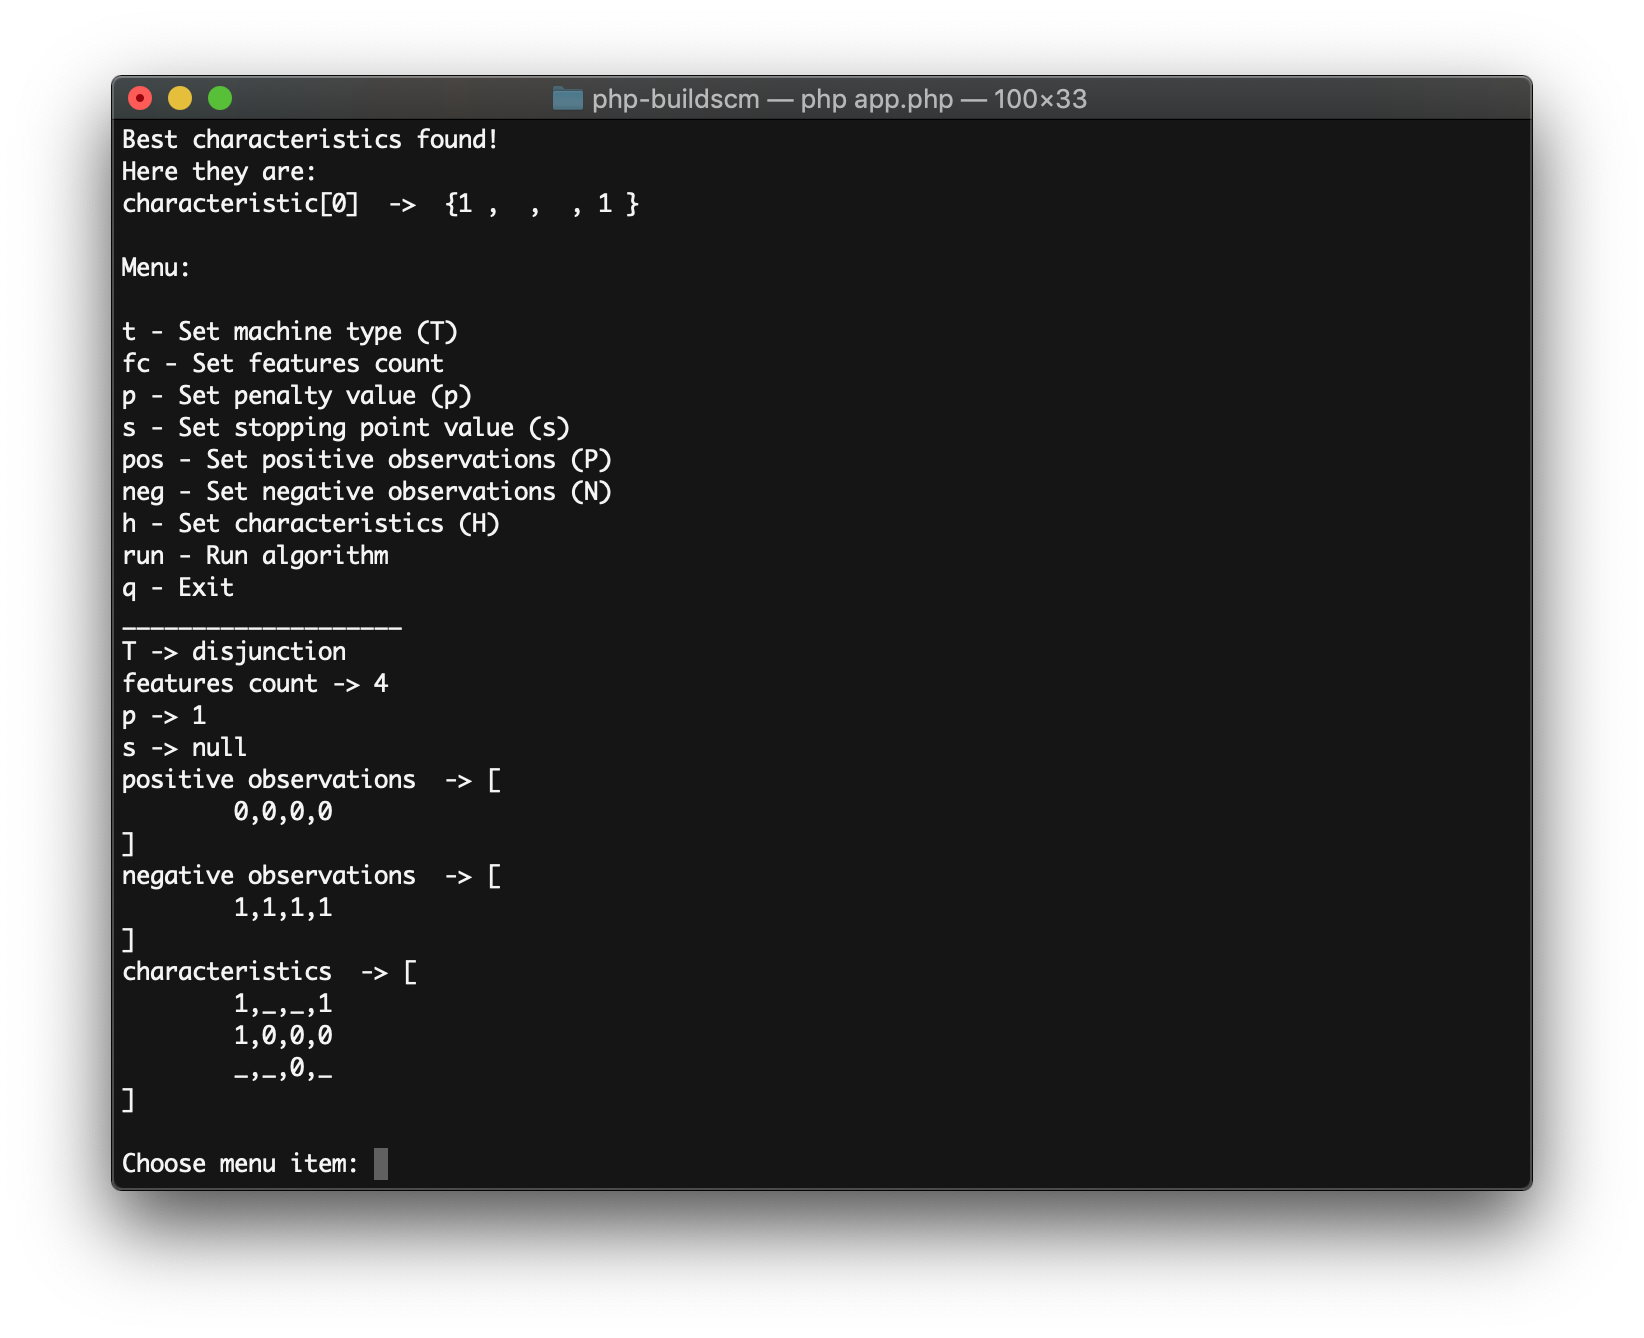 php-buildscm — php app.php — 100×33
Best characteristics found!
Here they are:
characteristic[0]  ->  {1 ,  ,  , 1 }
Menu:
t - Set machine type (T)
fc - Set features count
p - Set penalty value (p)
s - Set stopping point value (s)
pos - Set positive observations (P)
neg - Set negative observations (N)
h - Set characteristics (H)
run - Run algorithm
q - Exit
____________________
T -> disjunction
features count -> 4
p -> 1
s -> null
positive observations  -> [
        0,0,0,0
]
negative observations  -> [
        1,1,1,1
]
characteristics  -> [
        1,_,_,1
        1,0,0,0
        _,_,0,_
]
Choose menu item: